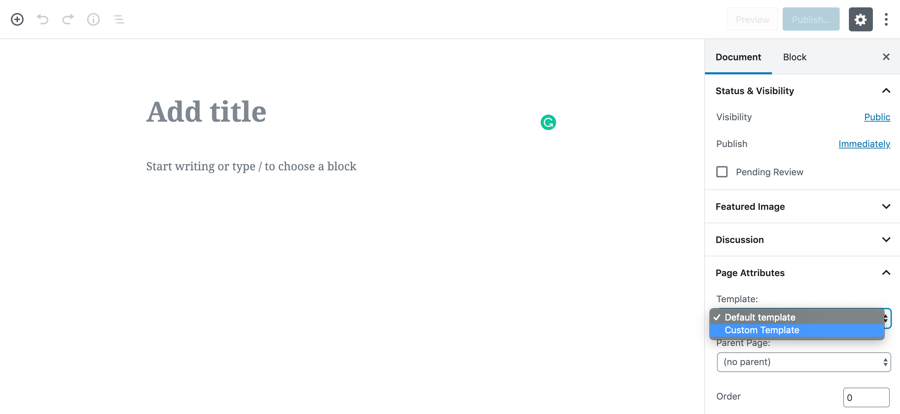 Preview
Publish...
Document
Block
Add title
Start writing or type / to choose a block
Status & Visibility
Visibility
Public
Publish
Immediately
Pending Review
Featured Image
Discussion
Page Attributes
Template:
Default template
Custom Template
Parent Page:
(no parent)
Order
0